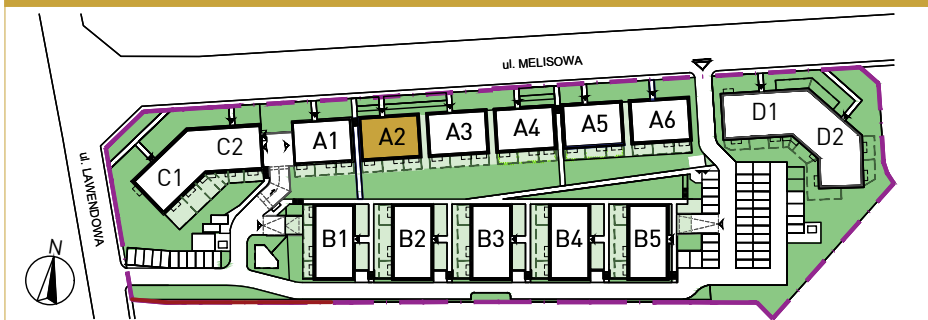 ul. MELISOWA
ul. LAWENDOWA
C1
C2
A1
A2
A3
A4
A5
A6
D1
D2
B1
B2
B3
B4
B5
N